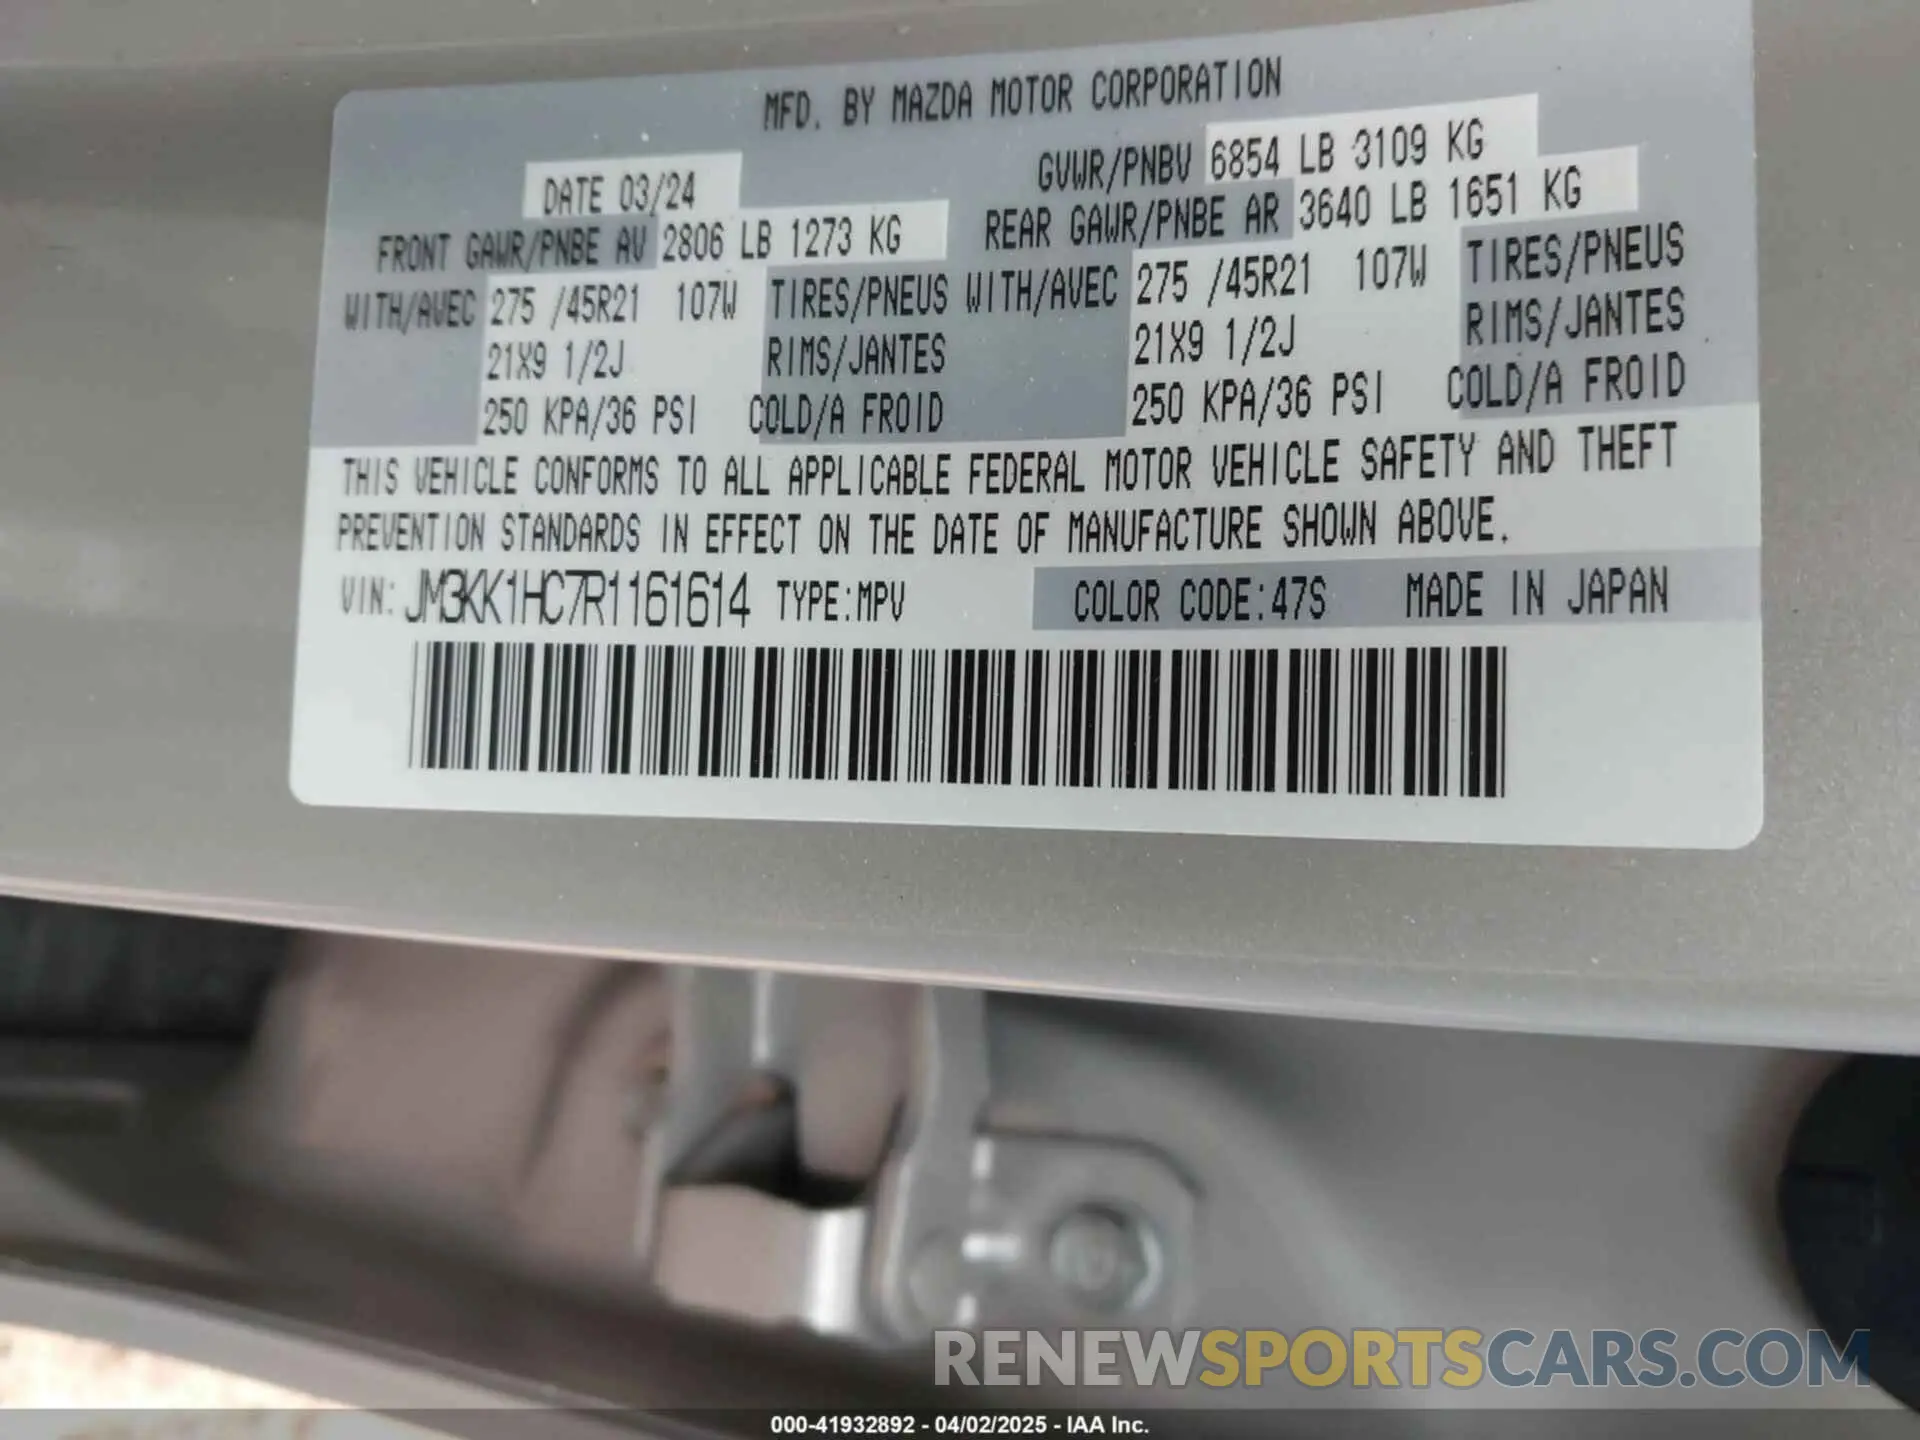 MFD. BY MAZDA MOTOR CORPORATION
DATE 03/24 GVWR/PNBV 6854 LB 3109 KG
FRONT GAWR/PNBE AV 2806 LB 1273 KG REAR GAWR/PNBE AR 3640 LB 1651 KG
WITH/AVEC 275 /45R21 107W TIRES/PNEUS WITH/AVEC 275 /45R21 107W TIRES/PNEUS
21X9 1/2J RIMS/JANTES 21X9 1/2J RIMS/JANTES
250 KPA/36 PSI COLD/A FROID 250 KPA/36 PSI COLD/A FROID
THIS VEHICLE CONFORMS TO ALL APPLICABLE FEDERAL MOTOR VEHICLE SAFETY AND THEFT
PREVENTION STANDARDS IN EFFECT ON THE DATE OF MANUFACTURE SHOWN ABOVE.
VIN: JM3KK1HC7R1161614 TYPE:MPV COLOR CODE:47S MADE IN JAPAN
RENEWSPORTSCARS.COM
000-41932892 - 04/02/2025 - IAA Inc.